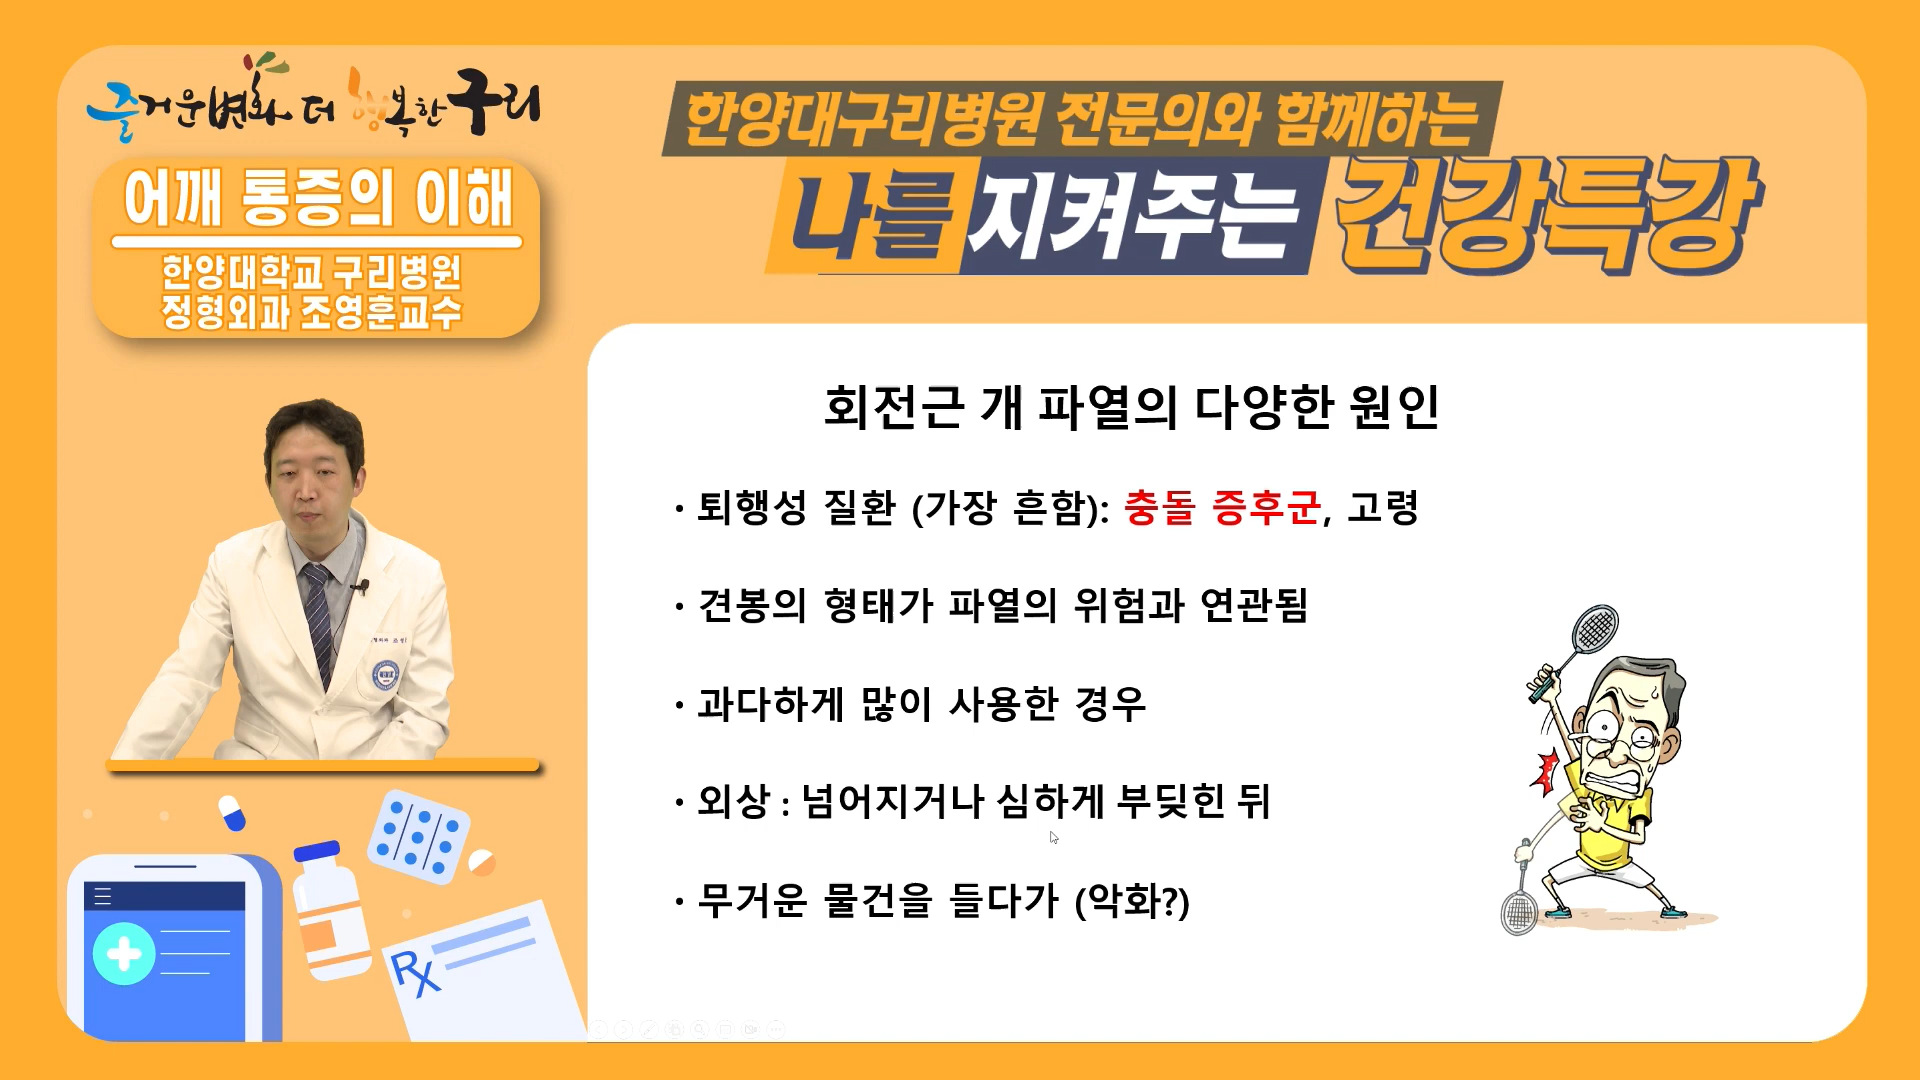 즐거운변화 더 행복한 구리
어깨 통증의 이해
한양대학교 구리병원
정형외과 조영훈교수
한양대구리병원 전문의와 함께하는
나를 지켜주는 건강특강
회전근 개 파열의 다양한 원인
· 퇴행성 질환 (가장 흔함): 충돌 증후군, 고령
· 견봉의 형태가 파열의 위험과 연관됨
· 과다하게 많이 사용한 경우
· 외상 : 넘어지거나 심하게 부딪힌 뒤
· 무거운 물건을 들다가 (악화?)
Rx